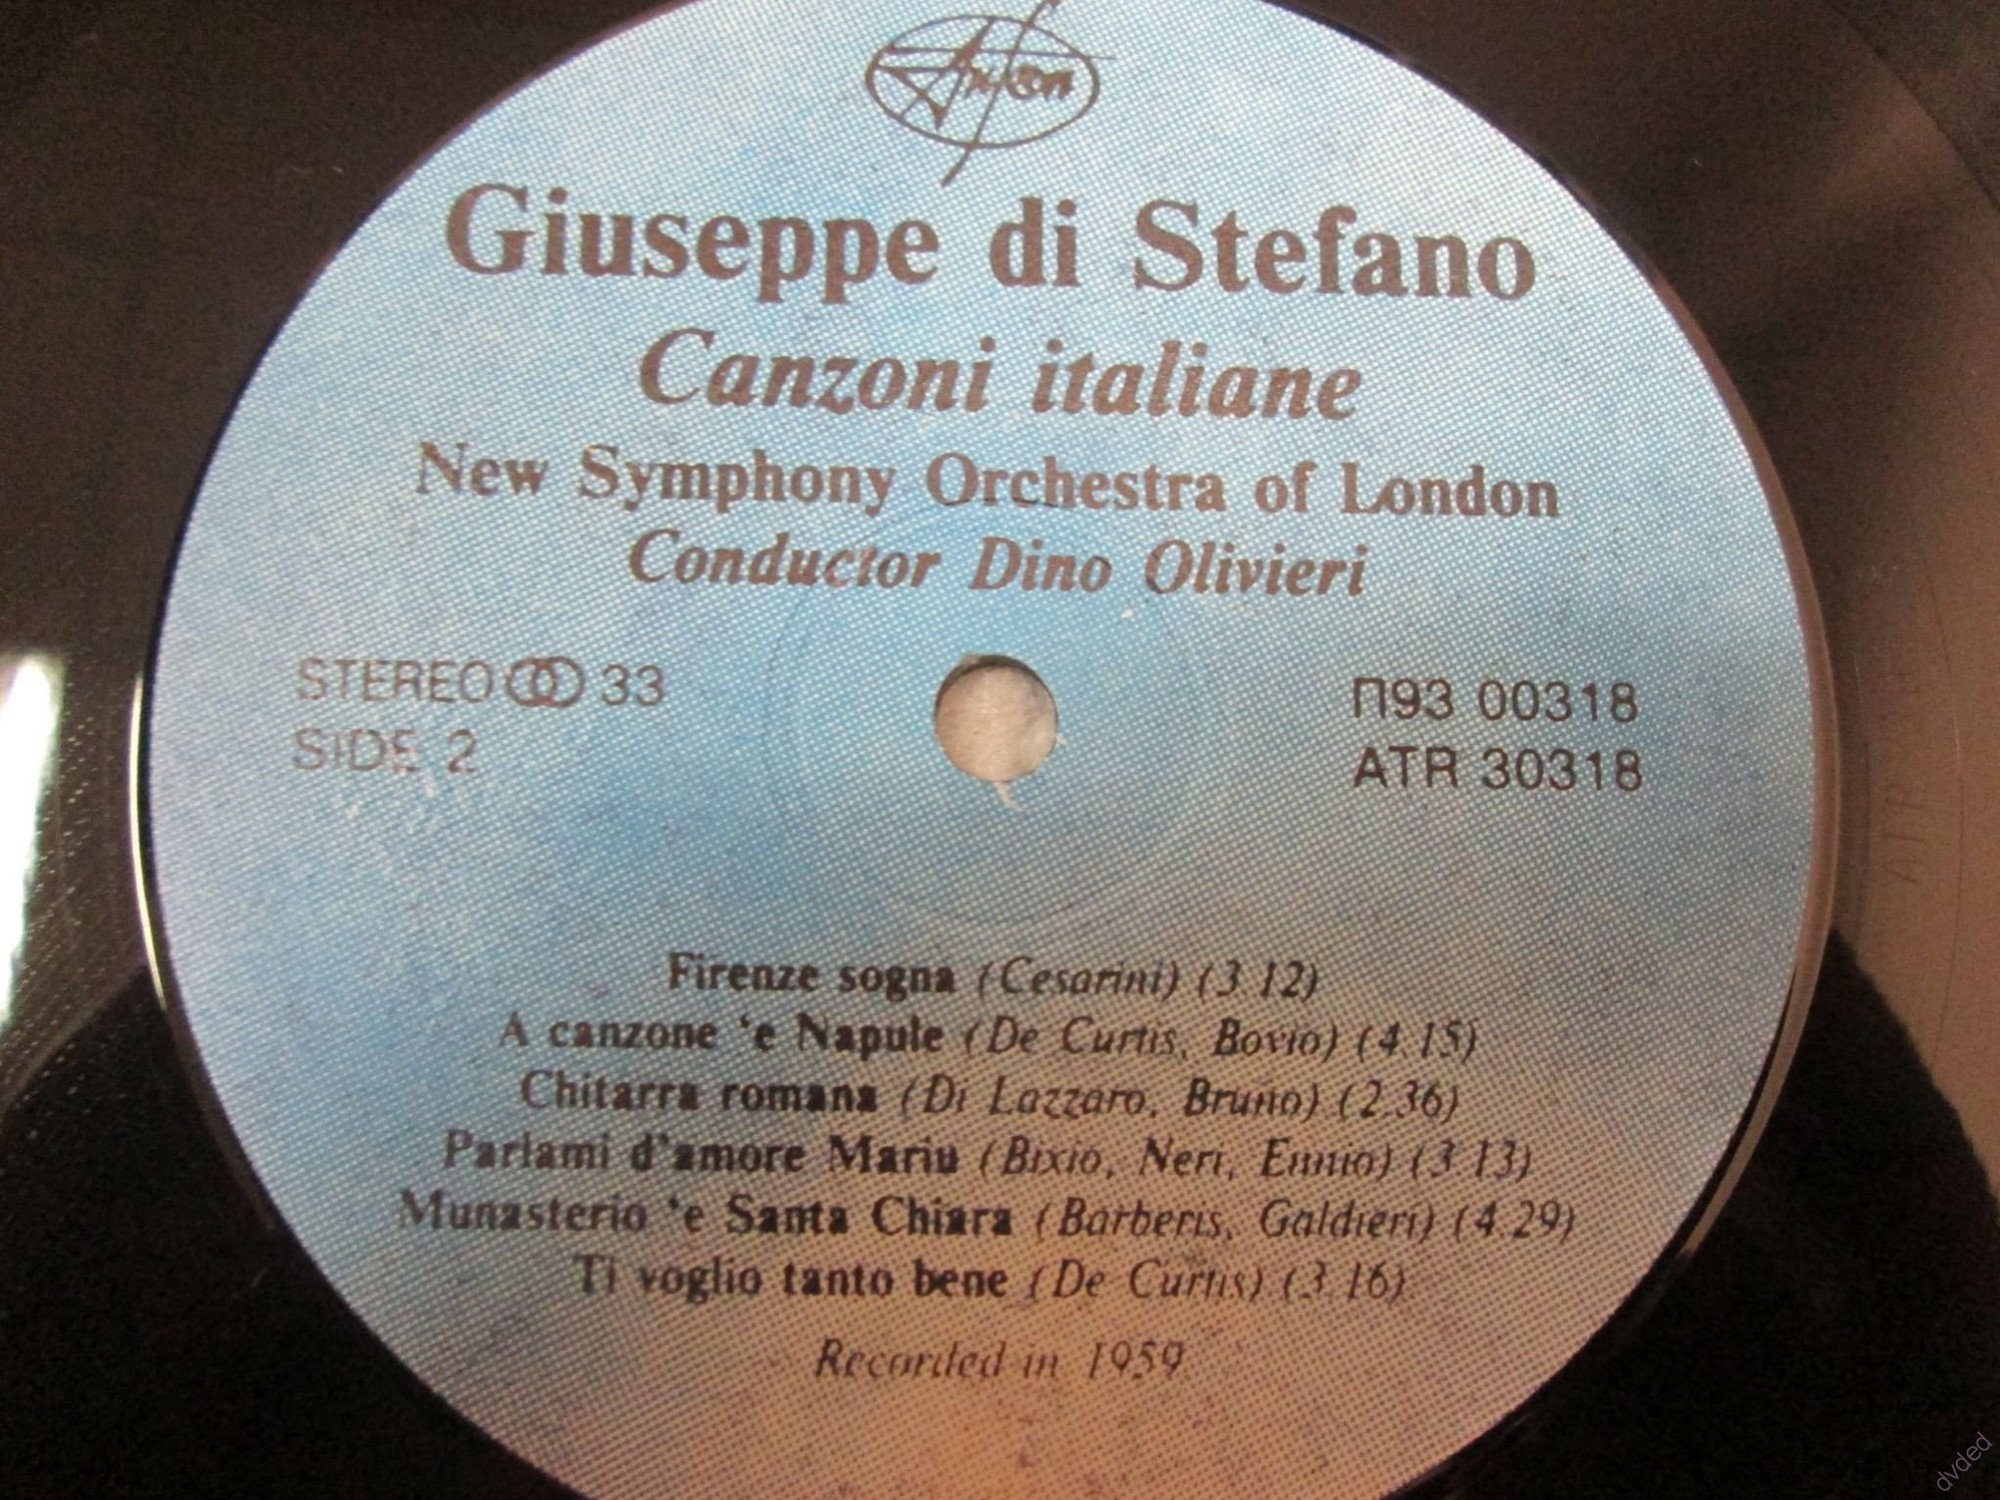 Giuseppe di Stefano
Canzoni italiane
New Symphony Orchestra of London
Conductor Dino Olivieri
STEREO 33
SIDE 2
П93 00318
ATR 30318
Firenze sogna (Cesarini) (3.12)
A canzone 'e Napule (De Curtis, Bovio) (4.15)
Chitarra romana (Di Lazzaro, Bruno) (2.36)
Parlami d'amore Mariu (Bixio, Neri, Ennio) (3.13)
Munasterio 'e Santa Chiara (Barberis, Galdieri) (4.29)
Ti voglio tanto bene (De Curtis) (3.16)
Recorded in 1959
dvded